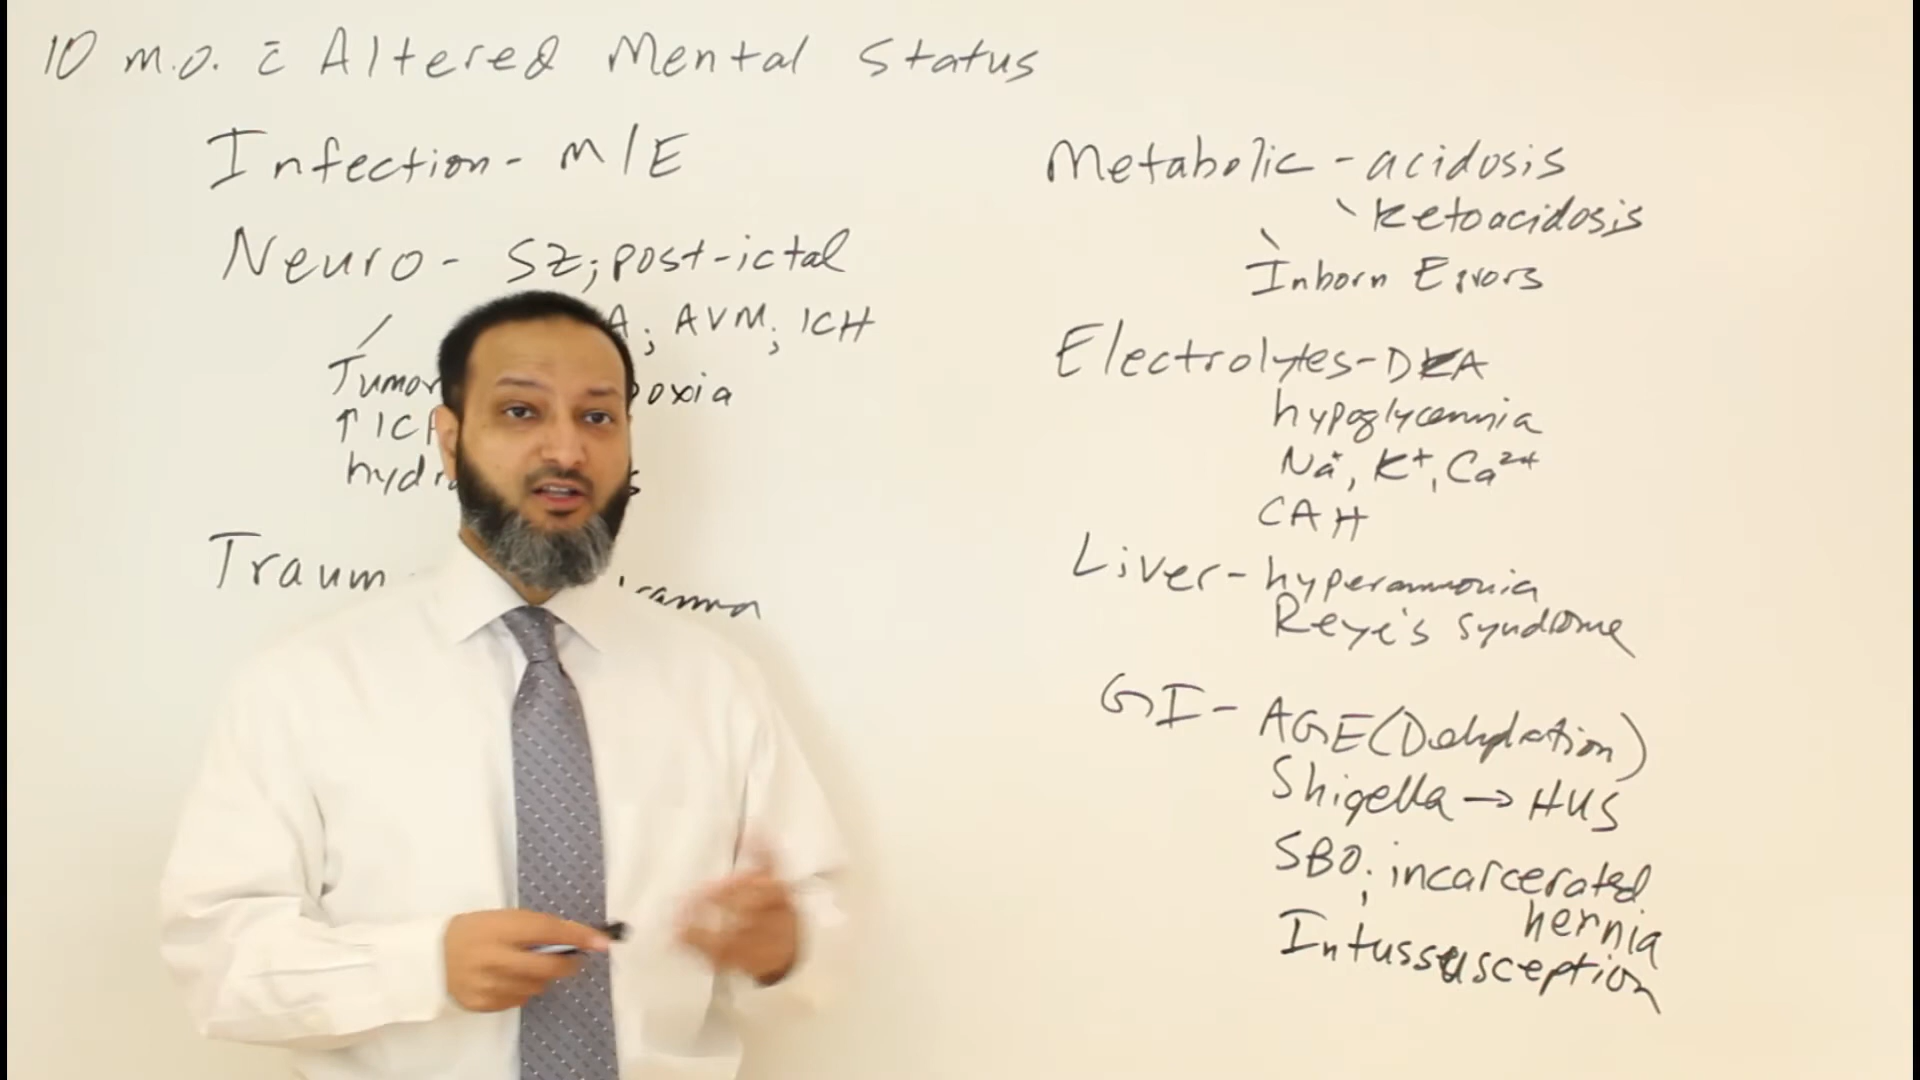 10 m.o. c̄ Altered Mental Status
Infection - M/E
Neuro - SZ; post-ictal
A; AVM; ICH
Tumor
oxia
↑ICP
hydr
s
Traum
Metabolic - acidosis
ketoacidosis
Inborn Errors
Electrolytes - DKA
hypoglycemia
Na⁺, K⁺, Ca²⁺
CAH
Liver - hyperammonia
Reye's syndrome
GI - AGE (Dehydration)
Shigella → HUS
SBO; incarcerated
hernia
Intussusception